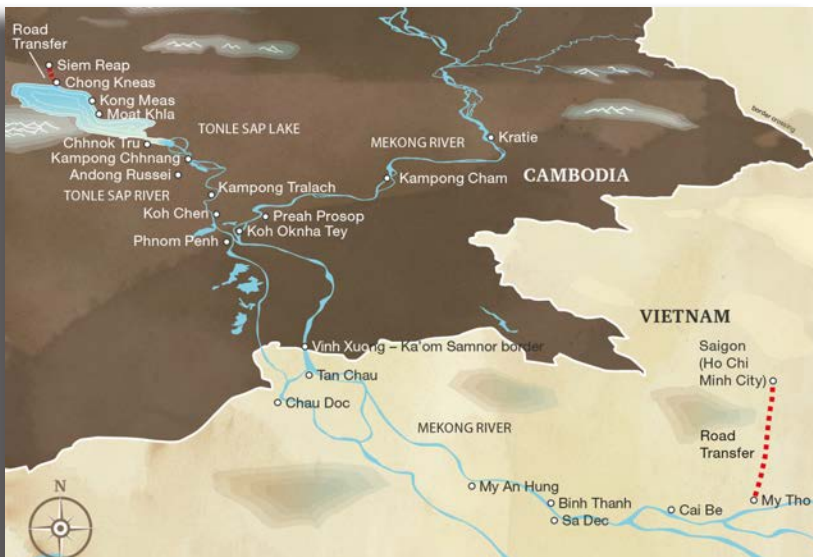 Road
Transfer
Siem Reap
Chong Kneas
Kong Meas
Moat Khla
TONLE SAP LAKE
Chhnok Tru
Kampong Chhnang
Andong Russei
TONLE SAP RIVER
Kampong Tralach
Koh Chen
Phnom Penh
Preah Prosop
Koh Oknha Tey
MEKONG RIVER
Kratie
Kampong Cham
CAMBODIA
border crossing
VIETNAM
Saigon
(Ho Chi
Minh City)
Road
Transfer
Vinh Xuong – Ka'om Samnor border
Tan Chau
Chau Doc
MEKONG RIVER
My An Hung
Binh Thanh
Sa Dec
Cai Be
My Tho
N